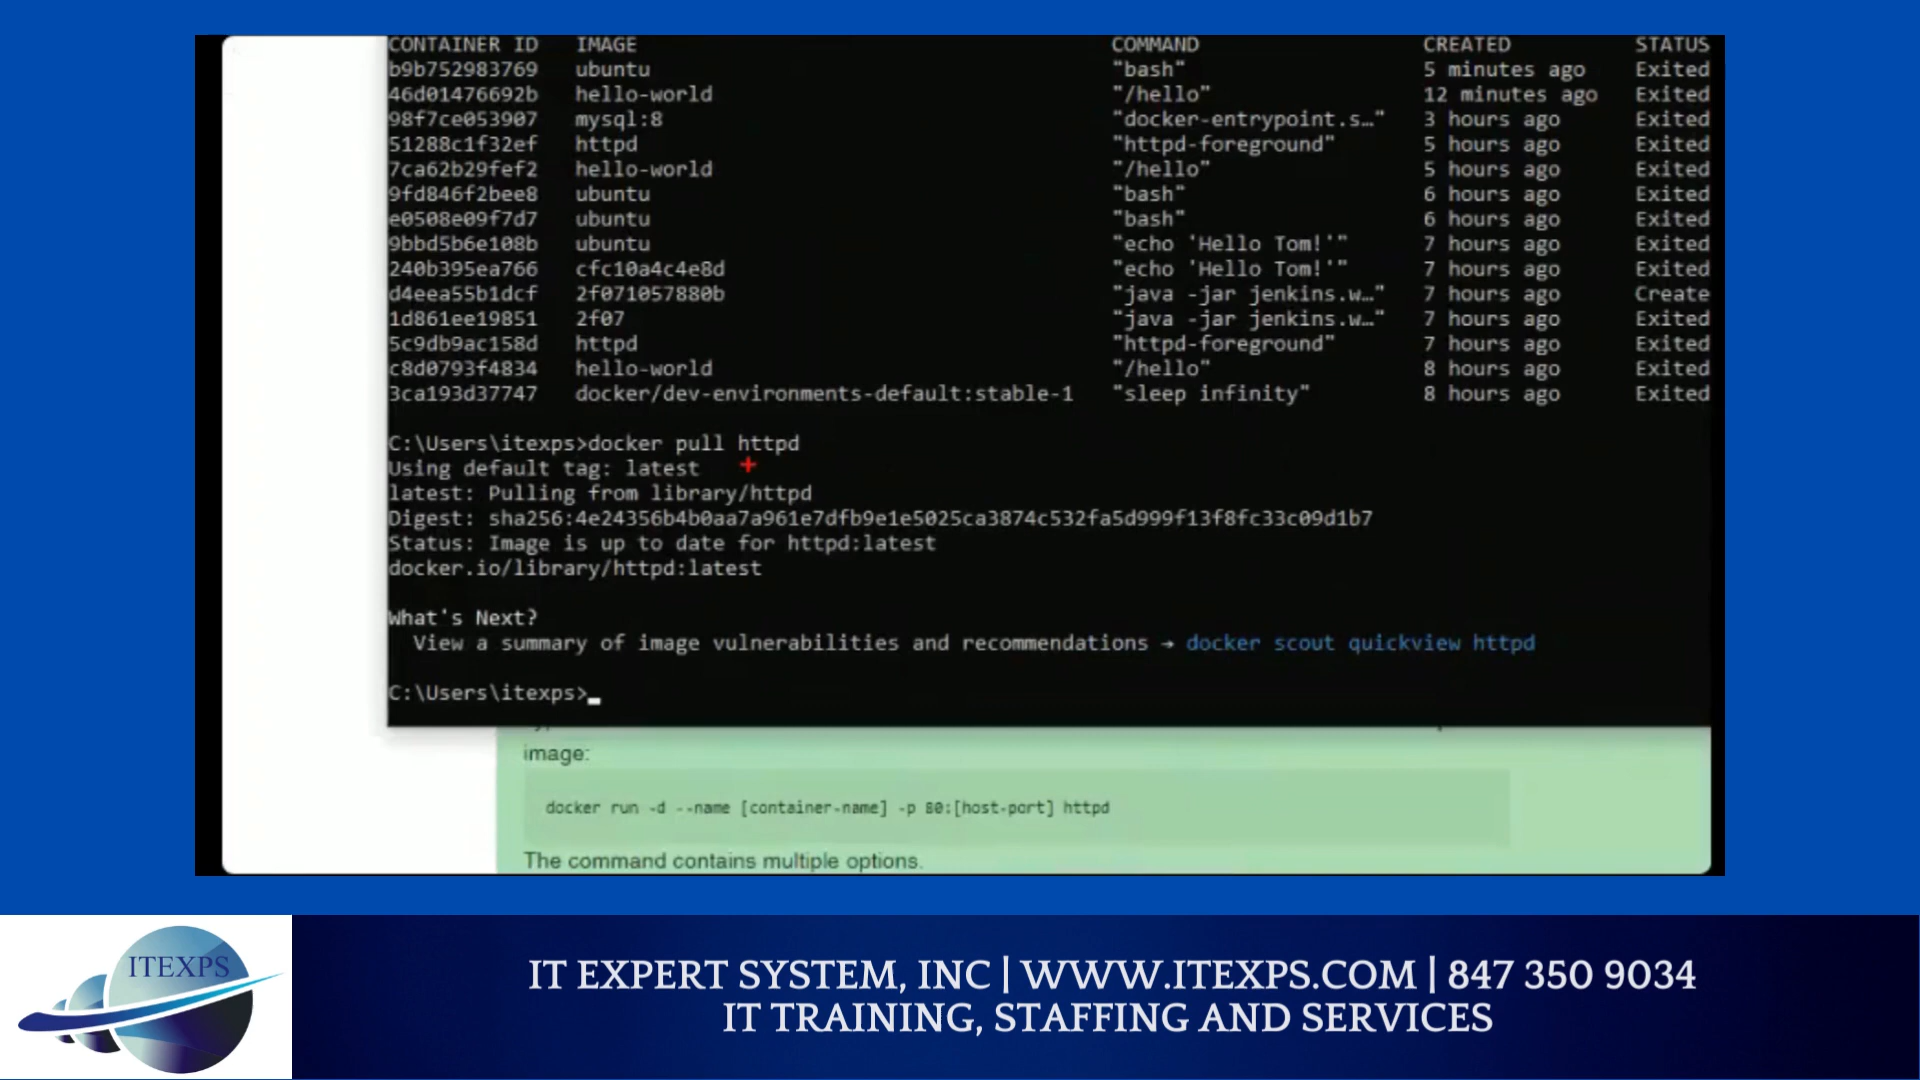 CONTAINER ID IMAGE COMMAND CREATED STATUS
b9b752983769 ubuntu "bash" 5 minutes ago Exited
46d01476692b hello-world "/hello" 12 minutes ago Exited
98f7ce053907 mysql:8 "docker-entrypoint.s…" 3 hours ago Exited
51288c1f32ef httpd "httpd-foreground" 5 hours ago Exited
7ca62b29fef2 hello-world "/hello" 5 hours ago Exited
9fd846f2bee8 ubuntu "bash" 6 hours ago Exited
e0508e09f7d7 ubuntu "bash" 6 hours ago Exited
9bbd5b6e108b ubuntu "echo 'Hello Tom!'" 7 hours ago Exited
240b395ea766 cfc10a4c4e8d "echo 'Hello Tom!'" 7 hours ago Exited
d4eea55b1dcf 2f071057880b "java -jar jenkins.w…" 7 hours ago Create
1d861ee19851 2f07 "java -jar jenkins.w…" 7 hours ago Exited
5c9db9ac158d httpd "httpd-foreground" 7 hours ago Exited
c8d0793f4834 hello-world "/hello" 8 hours ago Exited
3ca193d37747 docker/dev-environments-default:stable-1 "sleep infinity" 8 hours ago Exited
C:\Users\itexps>docker pull httpd
Using default tag: latest
latest: Pulling from library/httpd
Digest: sha256:4e24356b4b0aa7a961e7dfb9e1e5025ca3874c532fa5d999f13f8fc33c09d1b7
Status: Image is up to date for httpd:latest
docker.io/library/httpd:latest
What's Next?
View a summary of image vulnerabilities and recommendations → docker scout quickview httpd
C:\Users\itexps>
image:
docker run -d --name [container-name] -p 80:[host-port] httpd
The command contains multiple options.
ITEXPS
IT EXPERT SYSTEM, INC | WWW.ITEXPS.COM | 847 350 9034
IT TRAINING, STAFFING AND SERVICES